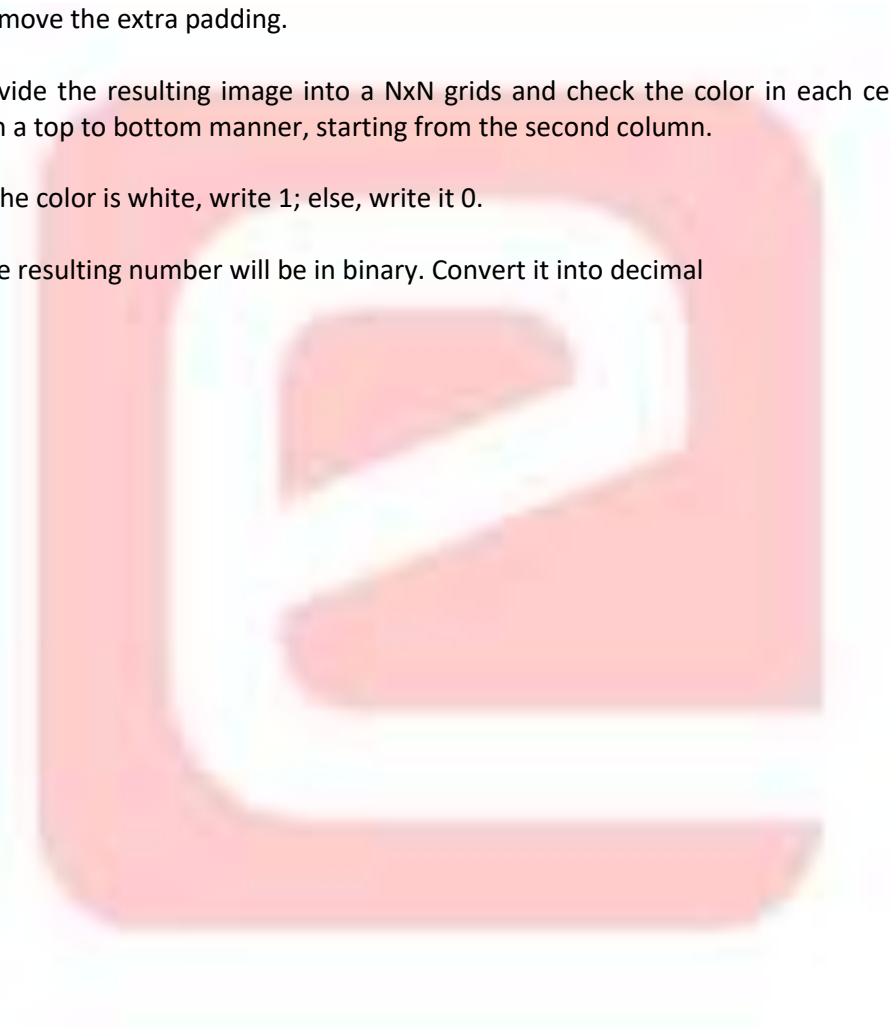 move the extra padding.
vide the resulting image into a NxN grids and check the color in each ce
n a top to bottom manner, starting from the second column.
he color is white, write 1; else, write it 0.
e resulting number will be in binary. Convert it into decimal